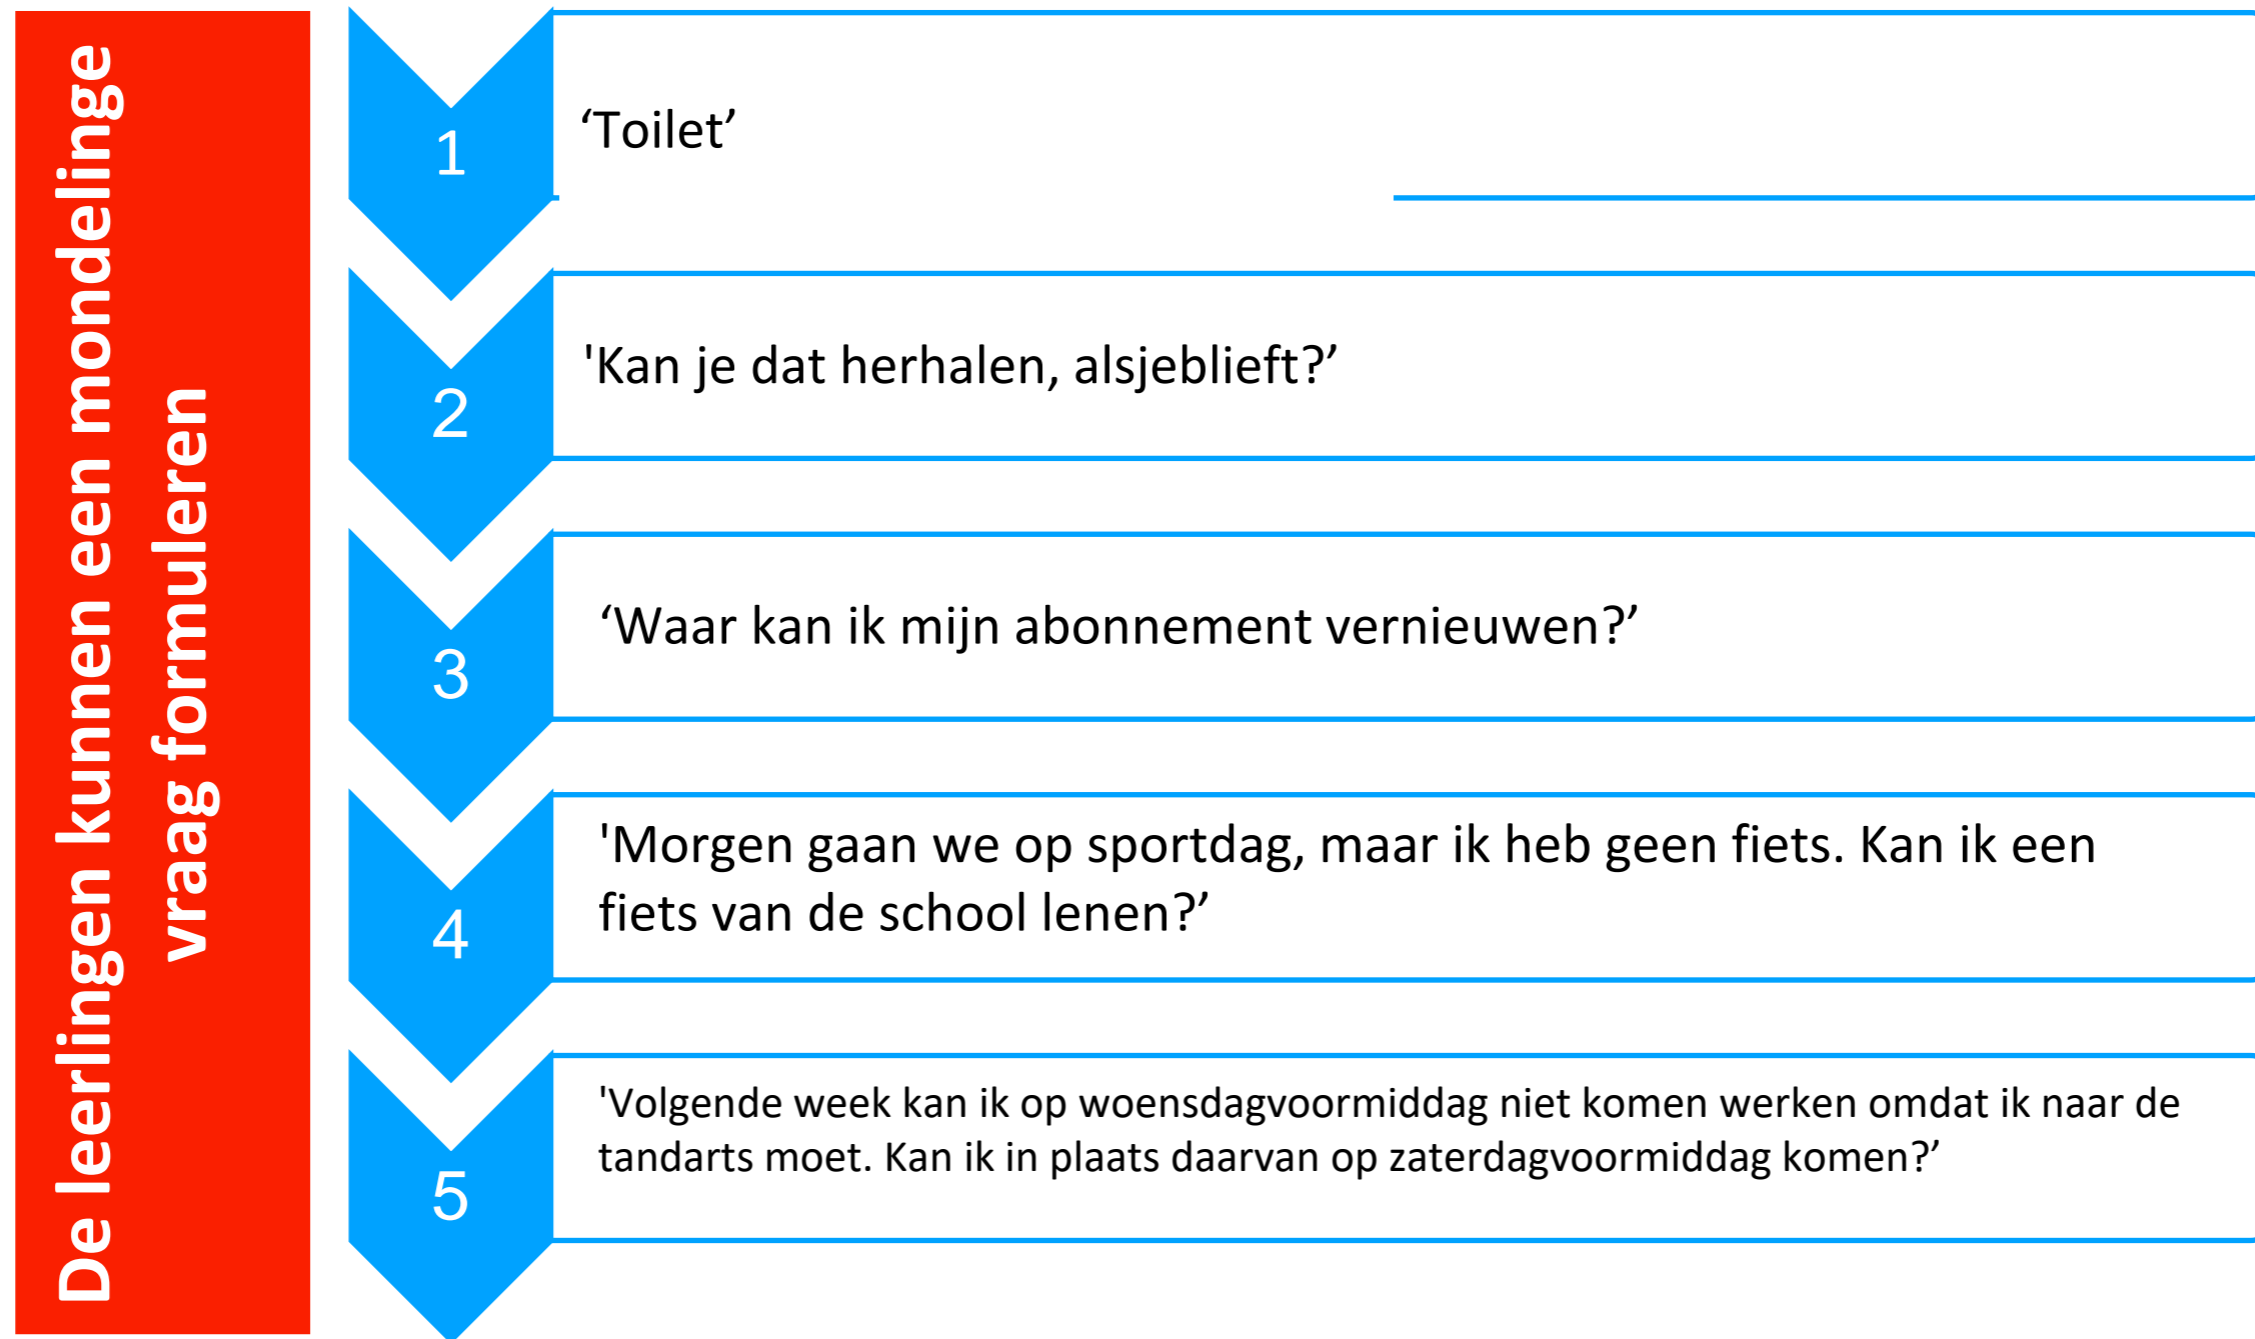 De leerlingen kunnen een mondelinge
vraag formuleren
1
‘Toilet’
2
'Kan je dat herhalen, alsjeblieft?’
3
‘Waar kan ik mijn abonnement vernieuwen?’
4
'Morgen gaan we op sportdag, maar ik heb geen fiets. Kan ik een
fiets van de school lenen?’
5
'Volgende week kan ik op woensdagvoormiddag niet komen werken omdat ik naar de
tandarts moet. Kan ik in plaats daarvan op zaterdagvoormiddag komen?’